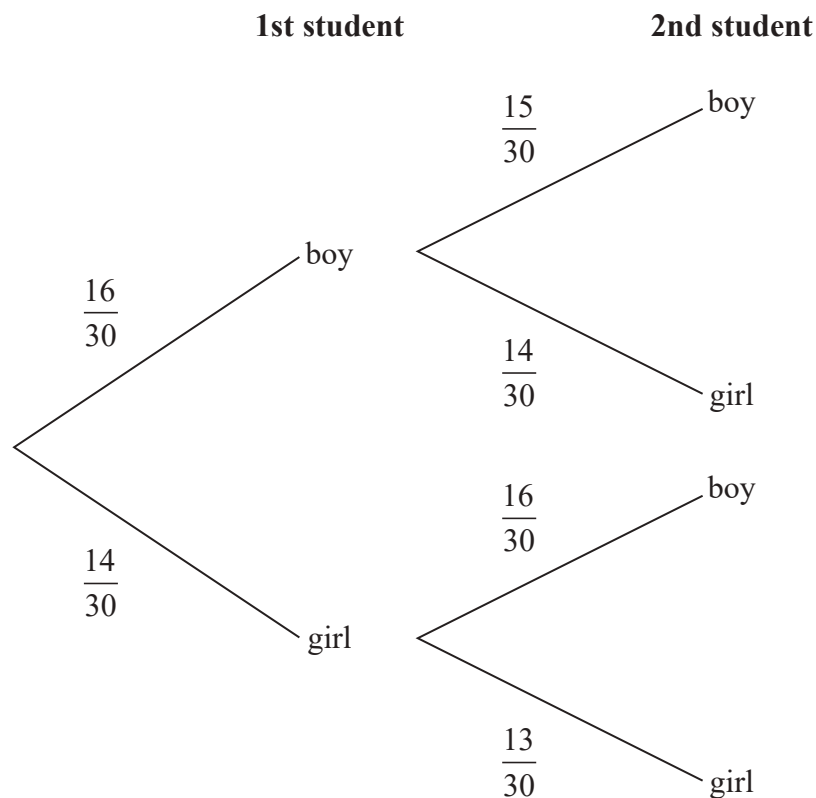 1st student 2nd student
15/30 boy
16/30 boy
14/30 girl
16/30 boy
14/30 girl
13/30 girl